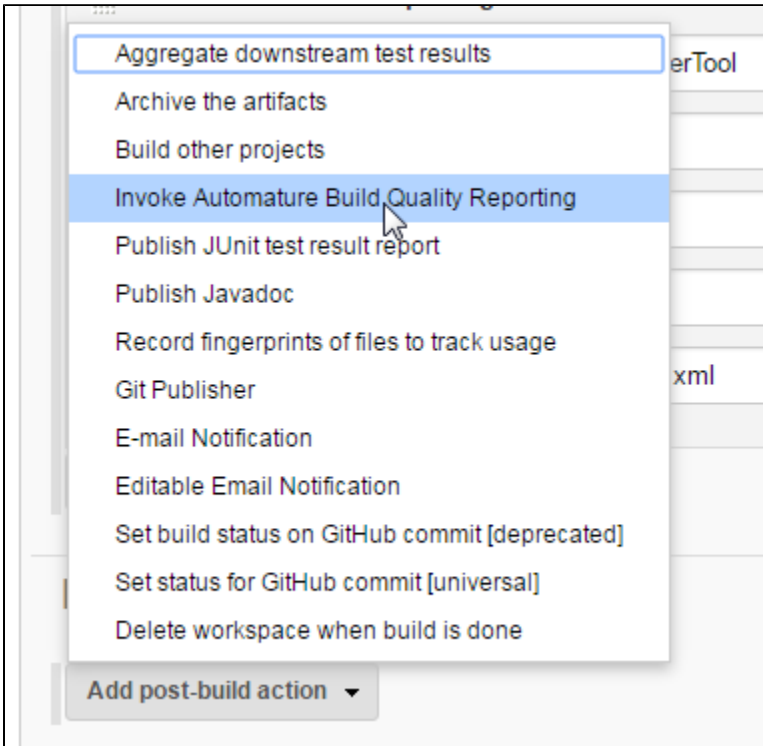 Aggregate downstream test results
erTool
Archive the artifacts
Build other projects
Invoke Automature Build Quality Reporting
Publish JUnit test result report
Publish Javadoc
Record fingerprints of files to track usage
xml
Git Publisher
E-mail Notification
Editable Email Notification
Set build status on GitHub commit [deprecated]
Set status for GitHub commit [universal]
Delete workspace when build is done
Add post-build action